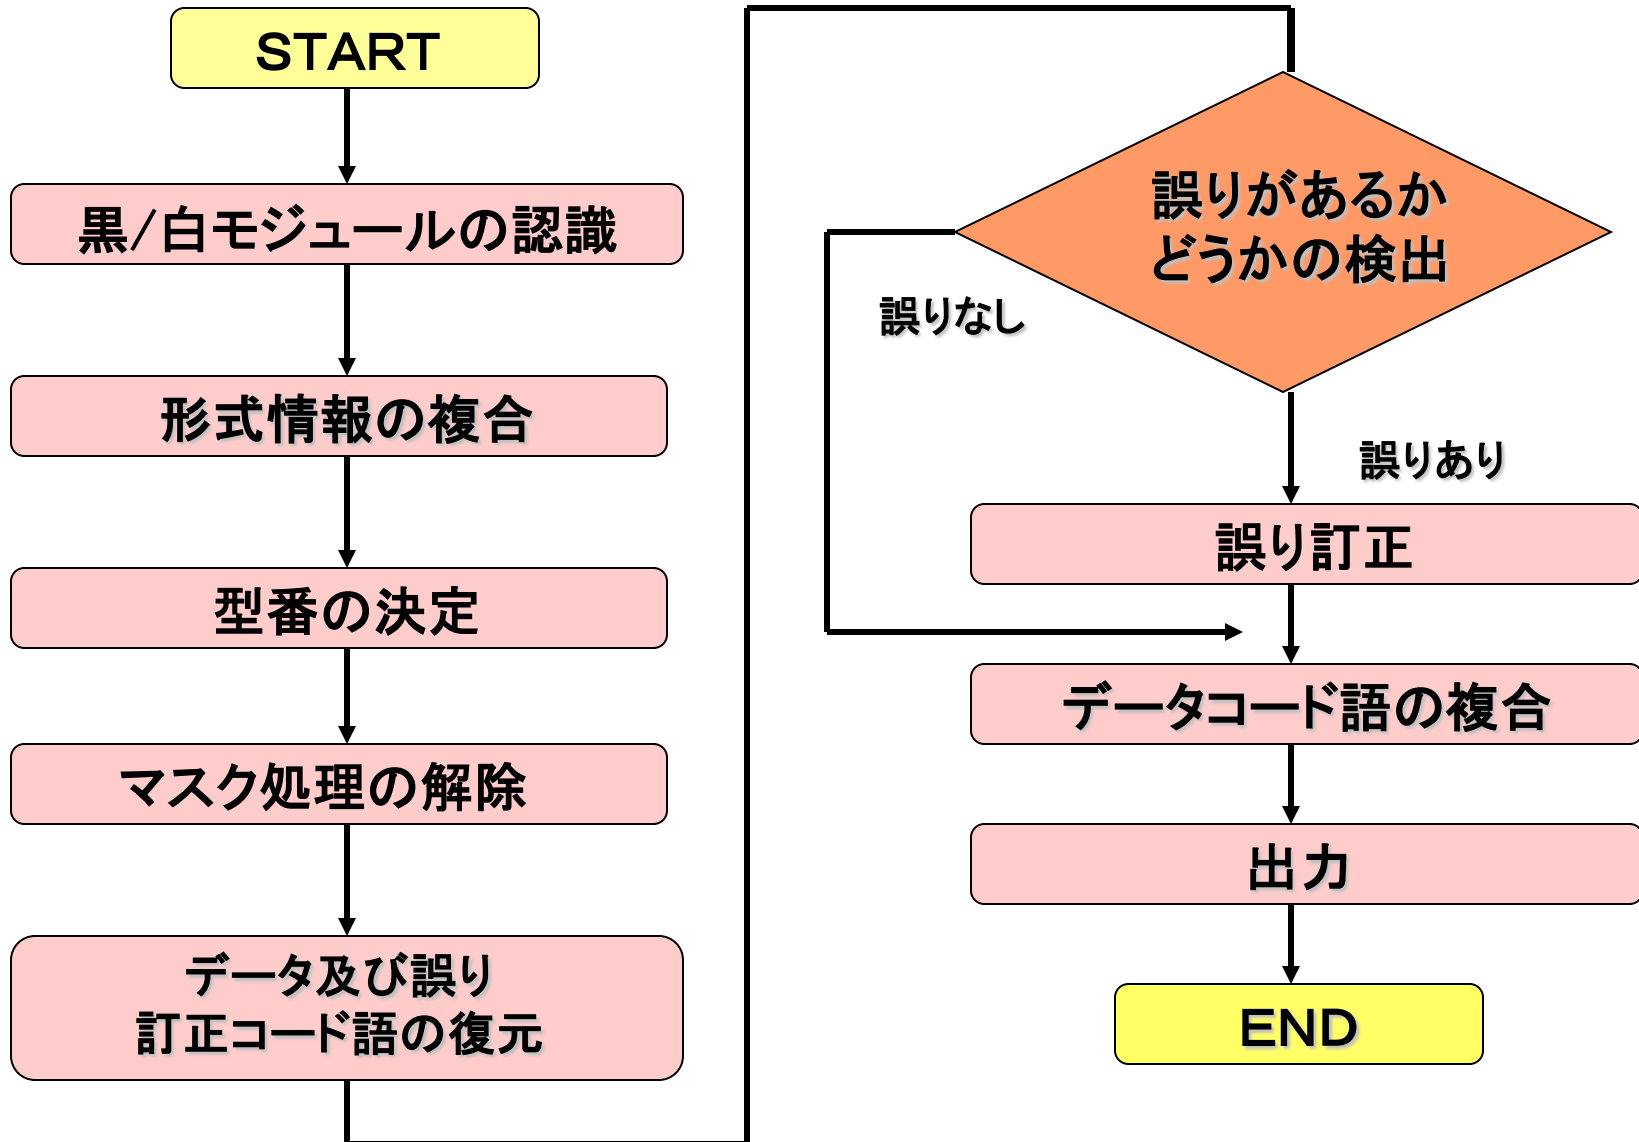 START
黒/白モジュールの認識
形式情報の複合
型番の決定
マスク処理の解除
データ及び誤り
訂正コード語の復元
誤りがあるか
どうかの検出
誤りなし
誤りあり
誤り訂正
データコード語の複合
出力
END